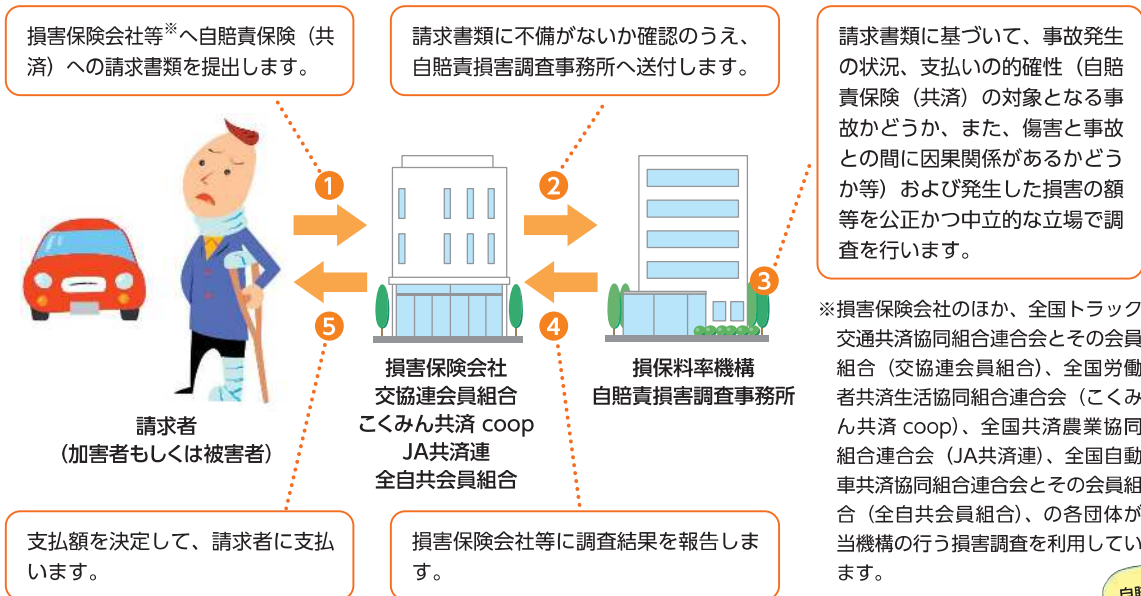 損害保険会社等※へ自賠責保険（共
済）への請求書類を提出します。
請求書類に不備がないか確認のうえ、
自賠責損害調査事務所へ送付します。
請求書類に基づいて、事故発生
の状況、支払いの的確性（自賠
責保険（共済）の対象となる事
故かどうか、また、傷害と事故
との間に因果関係があるかどう
か等）および発生した損害の額
等を公正かつ中立的な立場で調
査を行います。
1
2
3
5
4
請求者
（加害者もしくは被害者）
損害保険会社
交協連会員組合
こくみん共済 coop
JA共済連
全自共会員組合
損保料率機構
自賠責損害調査事務所
※損害保険会社のほか、全国トラック
交通共済協同組合連合会とその会員
組合（交協連会員組合）、全国労働
者共済生活協同組合連合会（こくみ
ん共済 coop）、全国共済農業協同
組合連合会（JA共済連）、全国自動
車共済協同組合連合会とその会員組
合（全自共会員組合）、の各団体が
当機構の行う損害調査を利用してい
ます。
支払額を決定して、請求者に支払
います。
損害保険会社等に調査結果を報告しま
す。